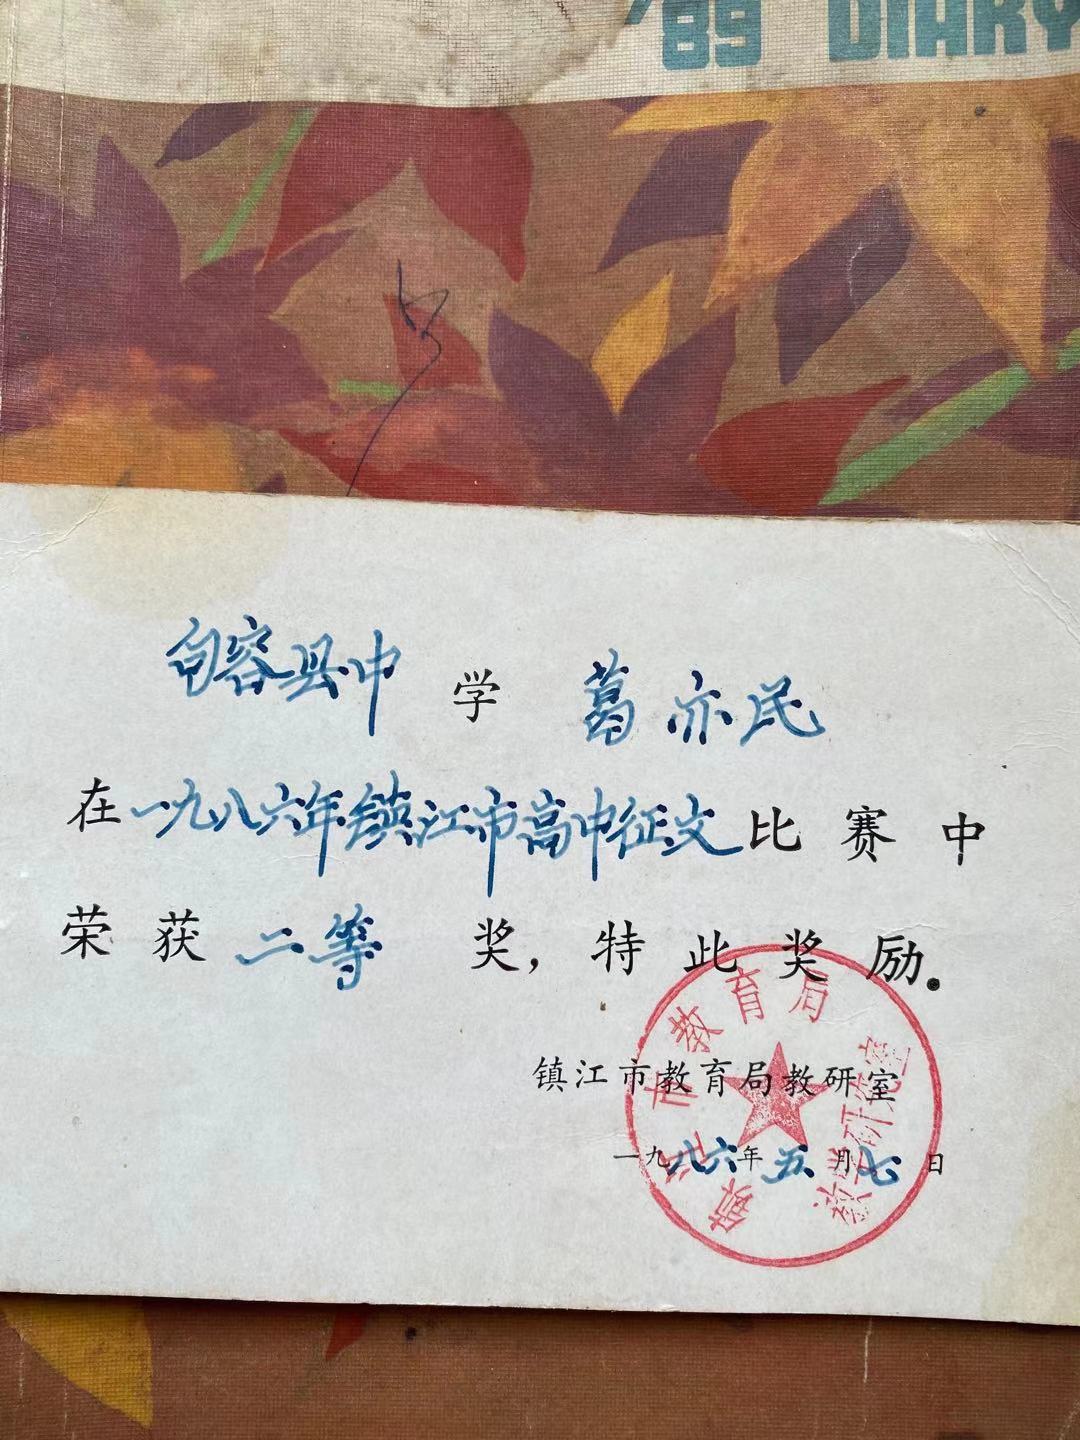 '89 DIARY
句容县中学 葛亦民
在一九八六年镇江市高中征文比赛中
荣获二等奖，特此奖励.
镇江市教育局教研室
一九八六年五月七日
镇江市教育局
教学研究室